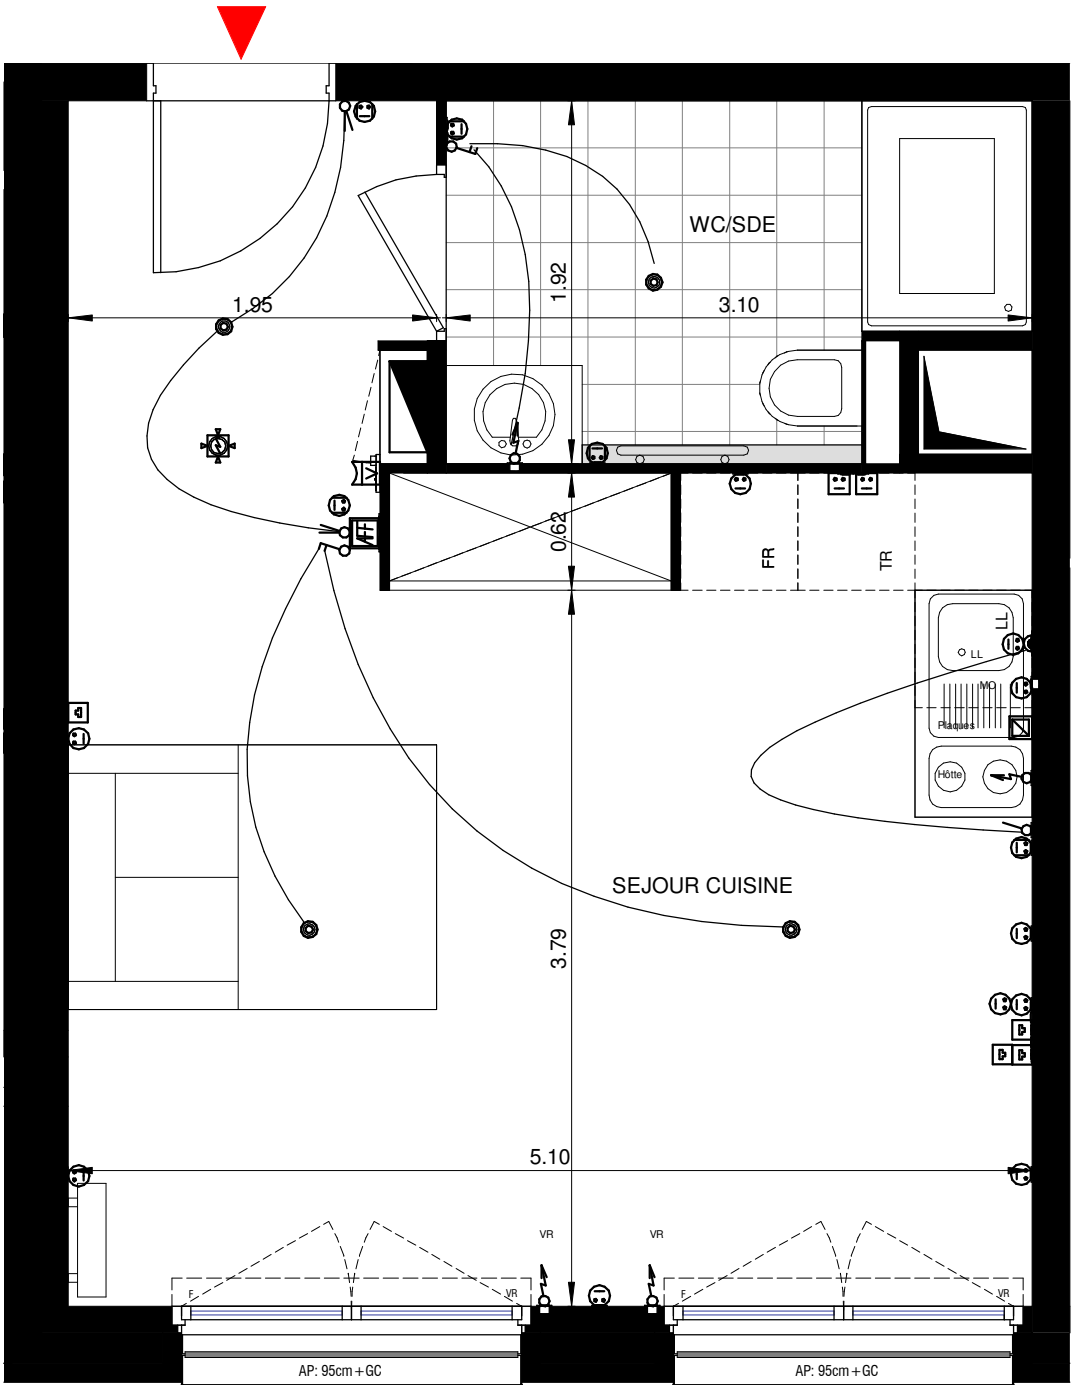 WC/SDE
1.92
1.95
3.10
0.62
FR
TR
LL
LL
MO
Plaques
Hôtte
SEJOUR CUISINE
3.79
5.10
VR
VR
F
VR
F
VR
AP: 95cm+GC
AP: 95cm+GC